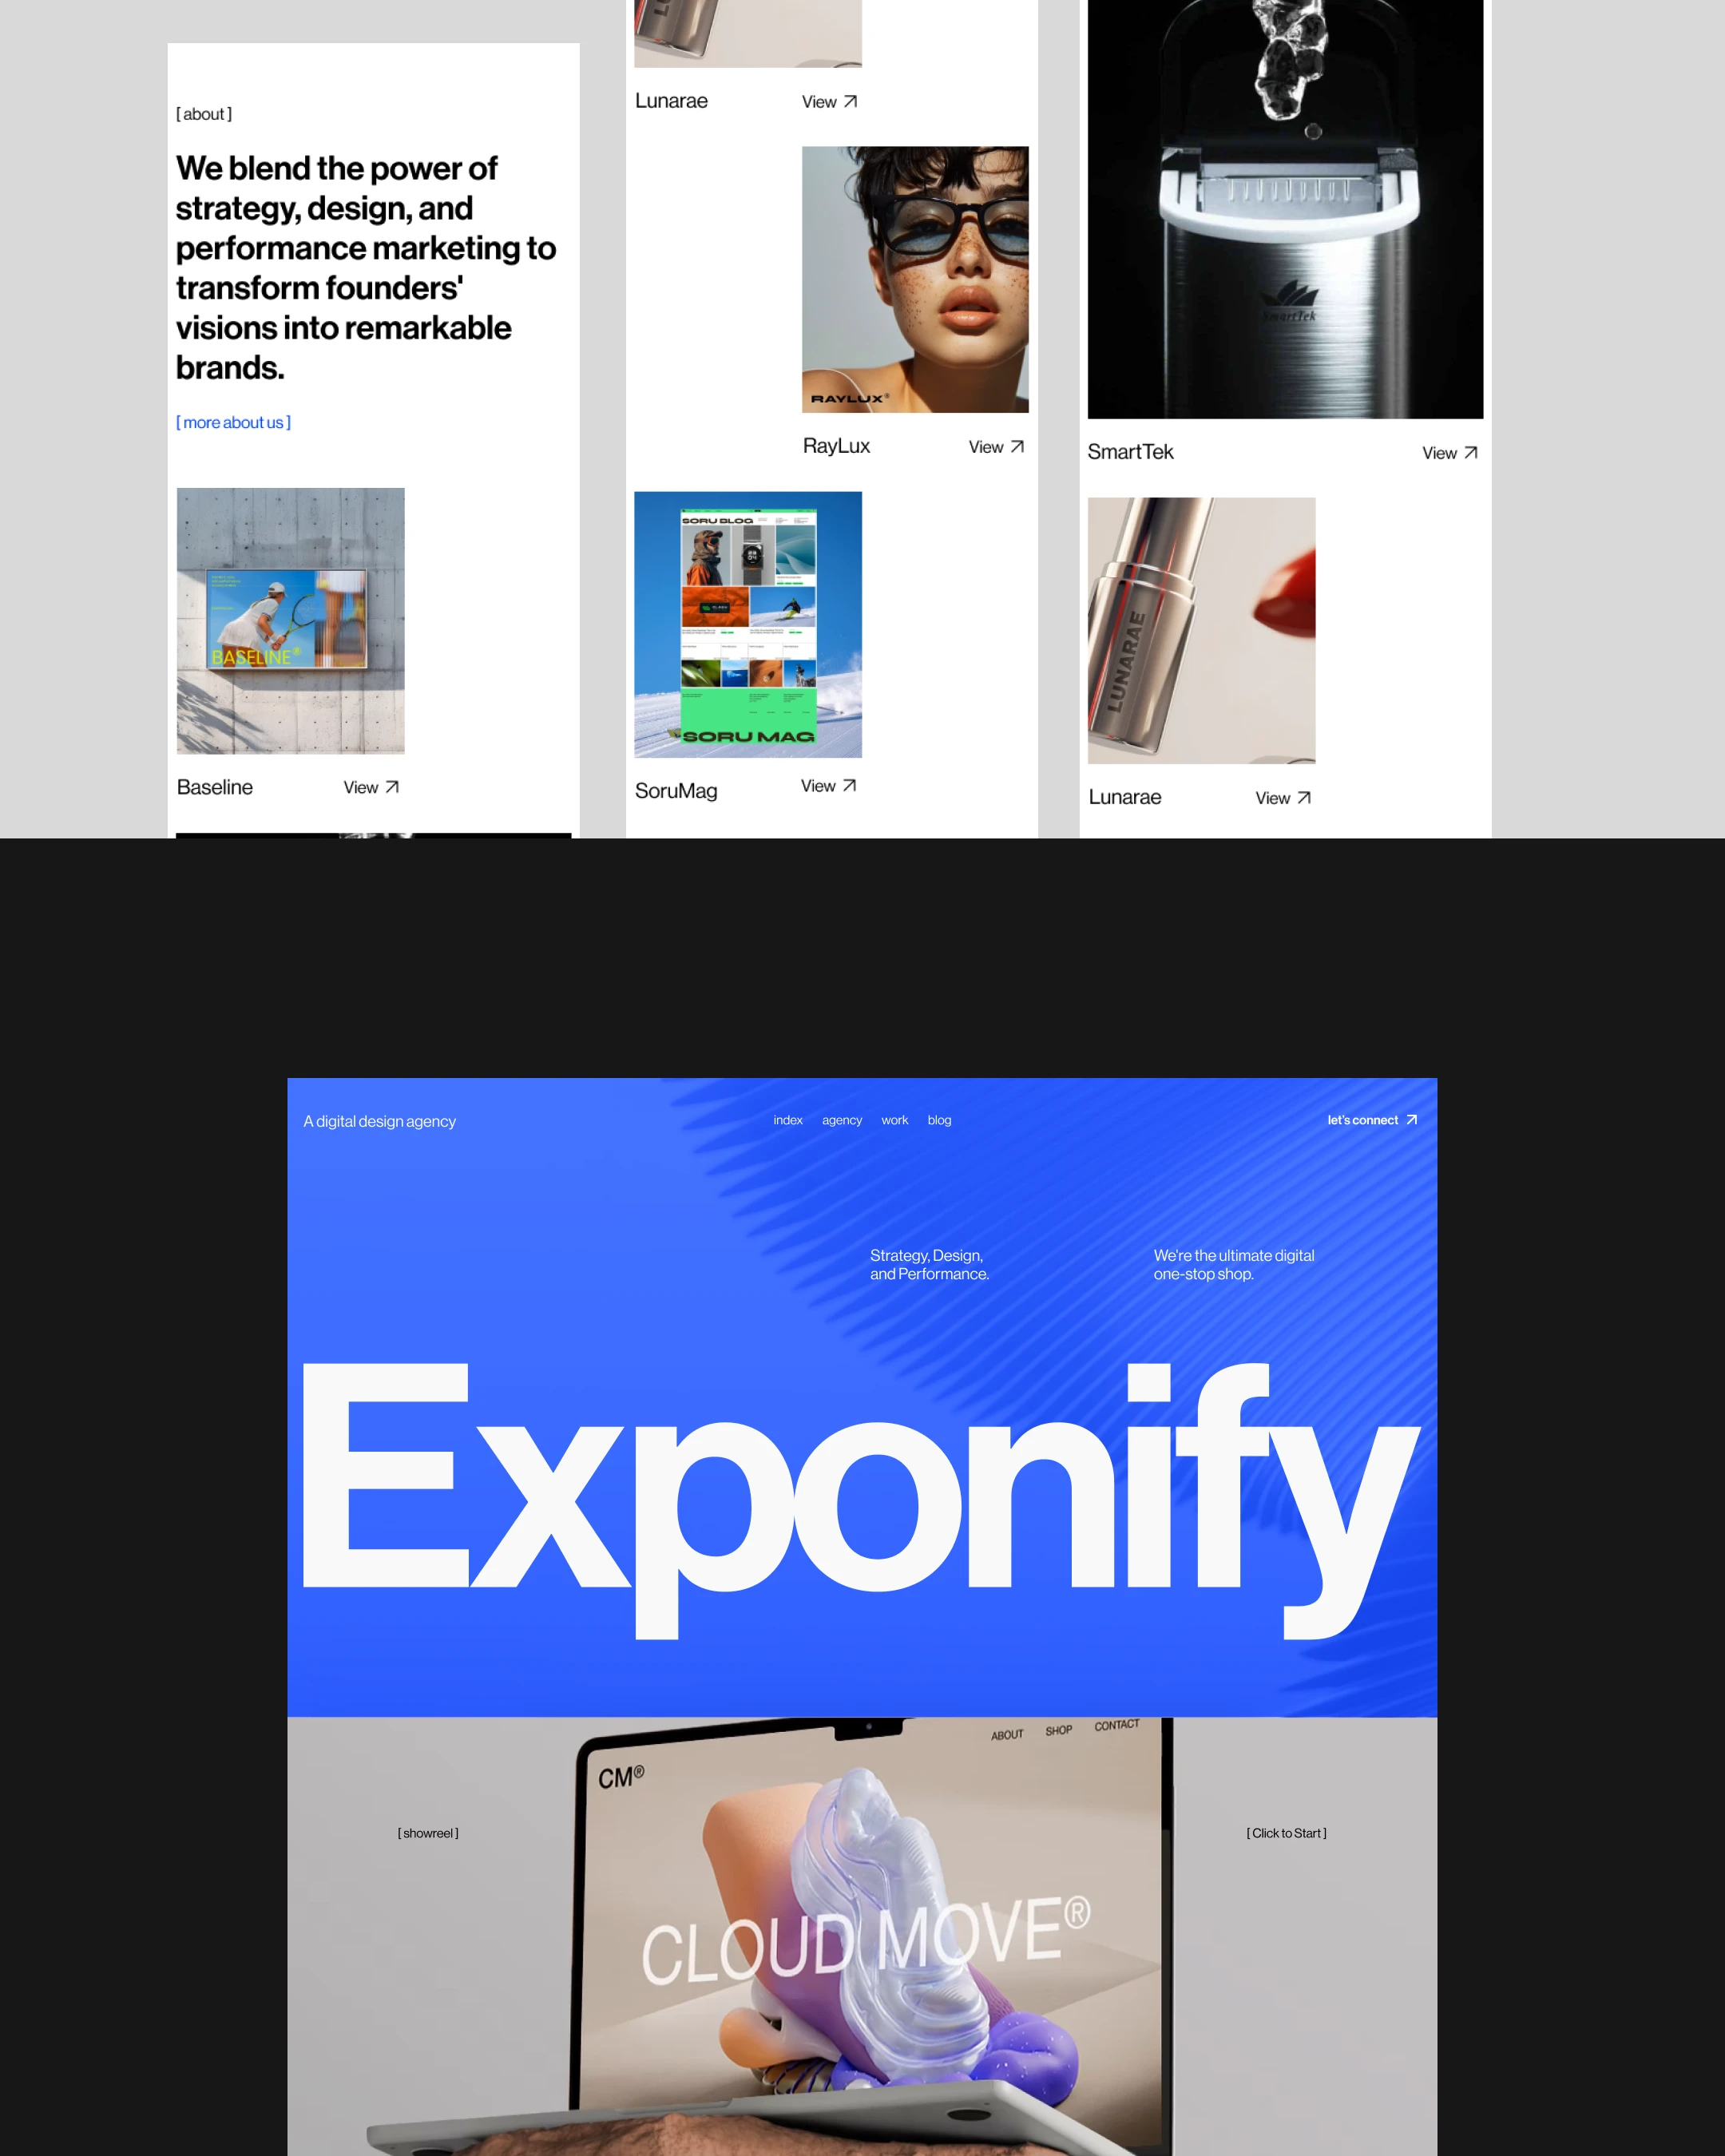 [ about ]
We blend the power of
strategy, design, and
performance marketing to
transform founders'
visions into remarkable
brands.
[ more about us ]
BASELINE®
Baseline
View
Lunarae
View
RAYLUX®
RayLux
View
SORU BLOG
SORU MAG
SoruMag
View
SmartTek
SmartTek
View
LUNARAE
Lunarae
View
A digital design agency
index
agency
work
blog
let's connect
Strategy, Design,
and Performance.
We're the ultimate digital
one-stop shop.
Exponify
ABOUT
SHOP
CONTACT
CM®
[ showreel ]
[ Click to Start ]
CLOUD MOVE®